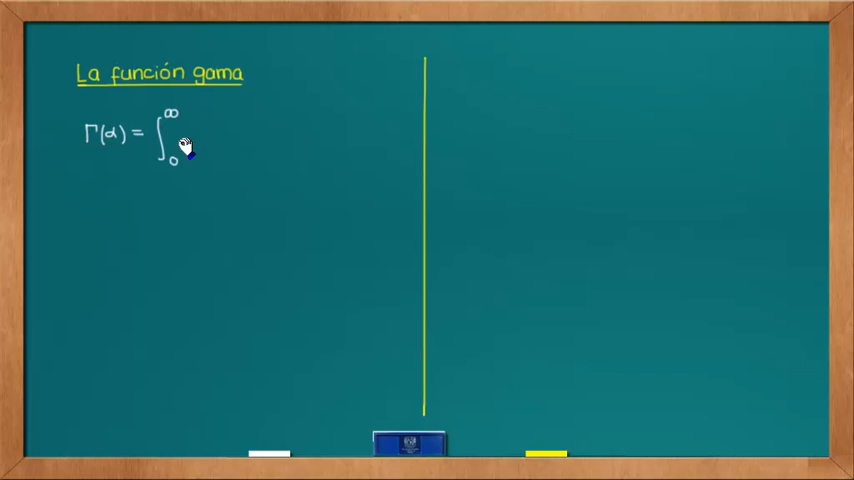 La función gama
Γ(α) = ∫₀^∞